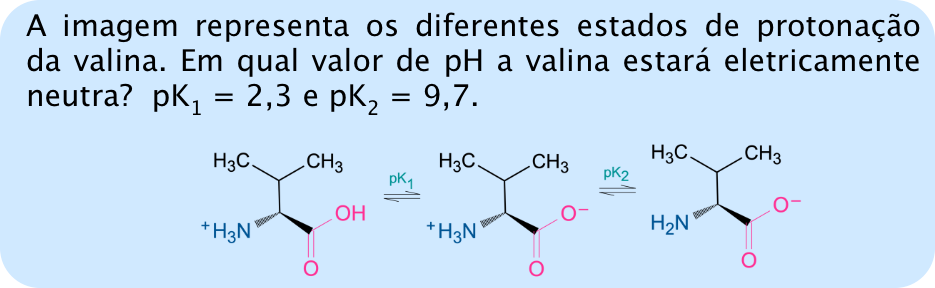 A imagem representa os diferentes estados de protonação
da valina. Em qual valor de pH a valina estará eletricamente
neutra? pK₁ = 2,3 e pK₂ = 9,7.
H₃C CH₃ H₃C CH₃ H₃C CH₃
pK₁ pK₂
⁺H₃N OH ⁺H₃N O⁻ H₂N O⁻
O O O